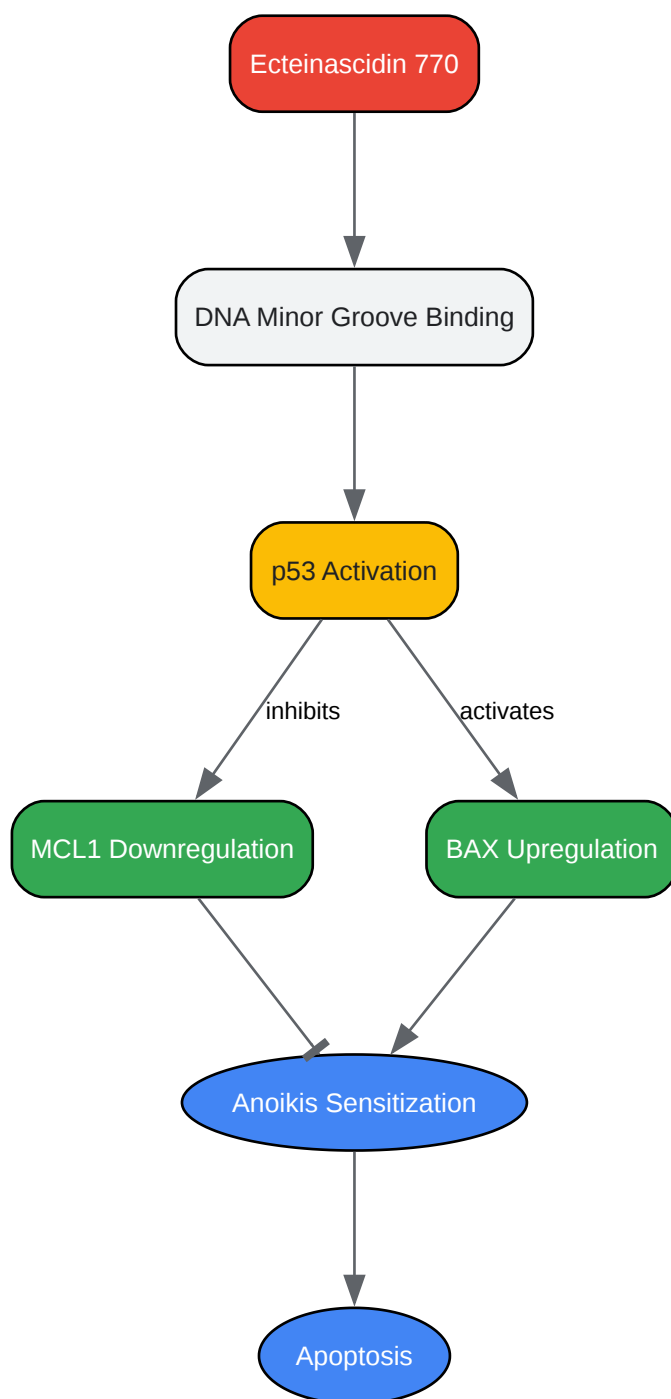 Ecteinascidin 770
DNA Minor Groove Binding
p53 Activation
inhibits
activates
MCL1 Downregulation
BAX Upregulation
Anoikis Sensitization
Apoptosis